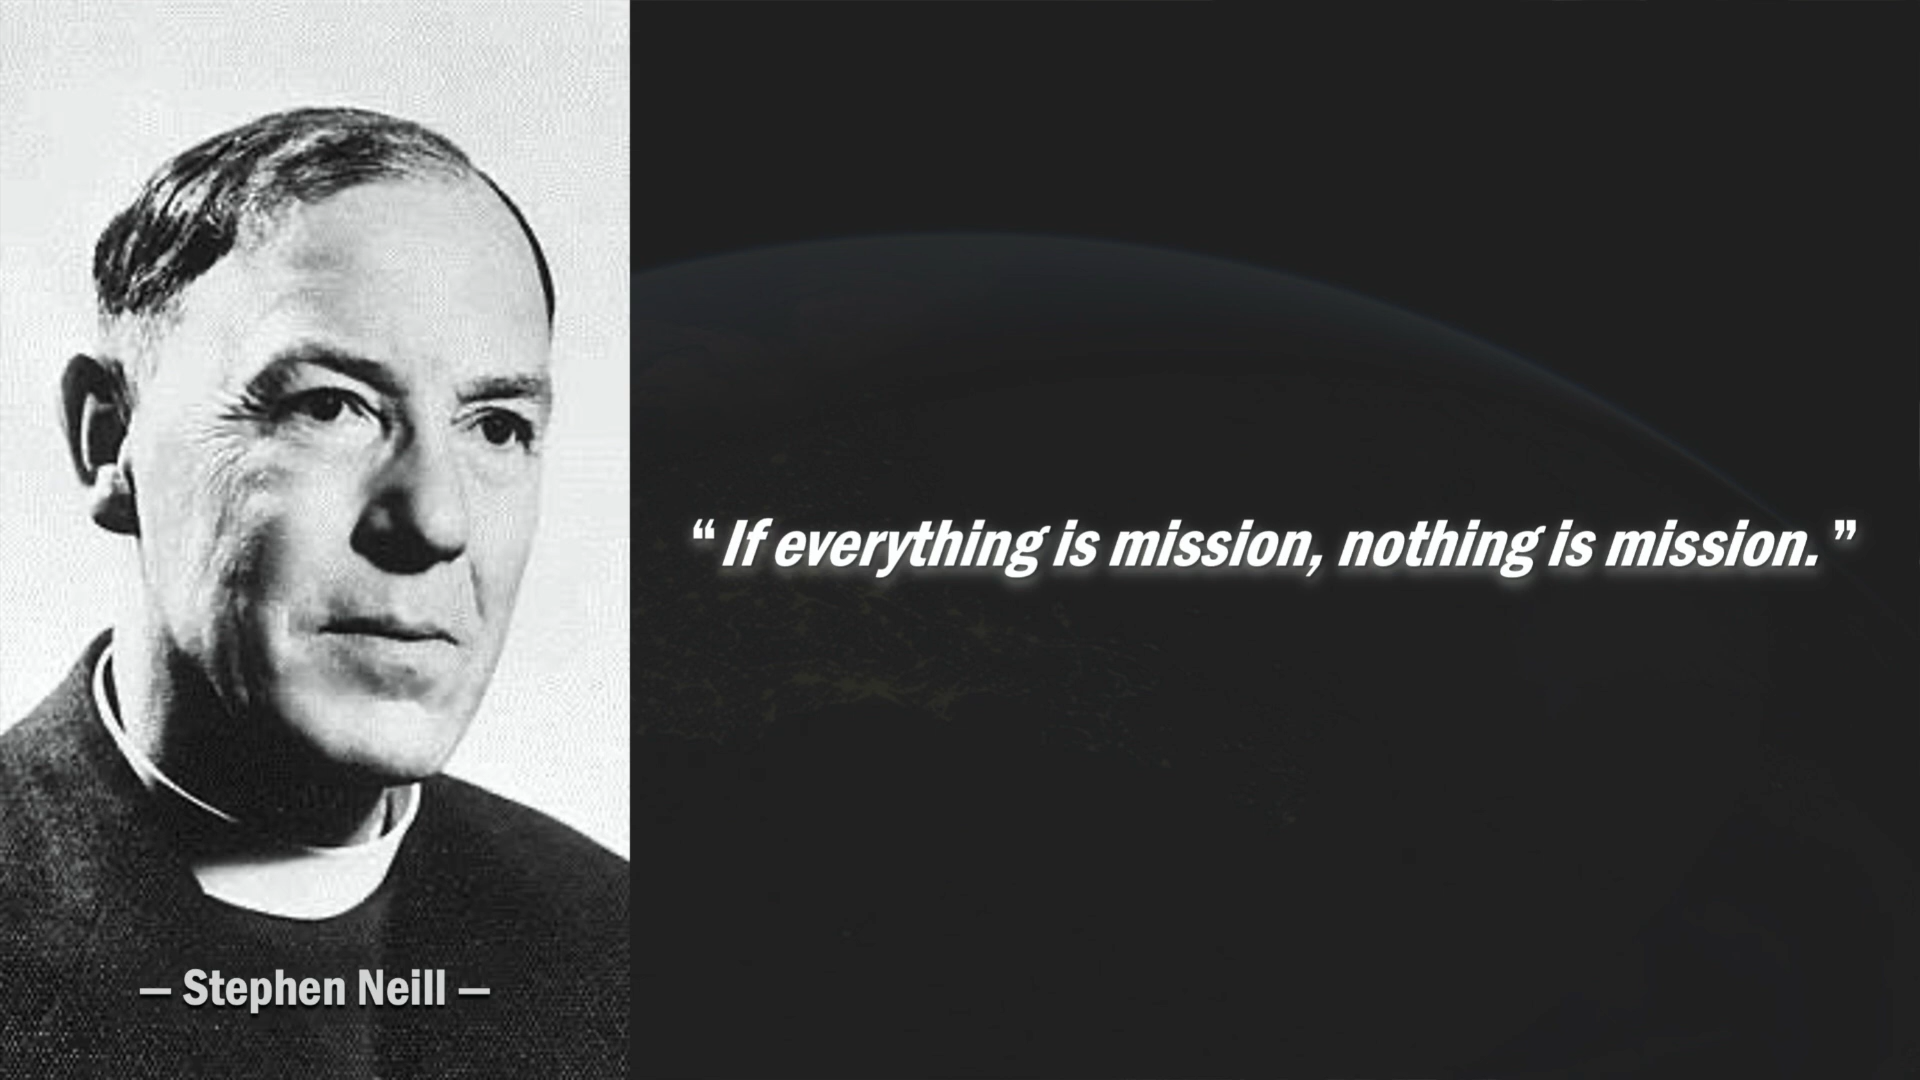 “ If everything is mission, nothing is mission. ”
— Stephen Neill —